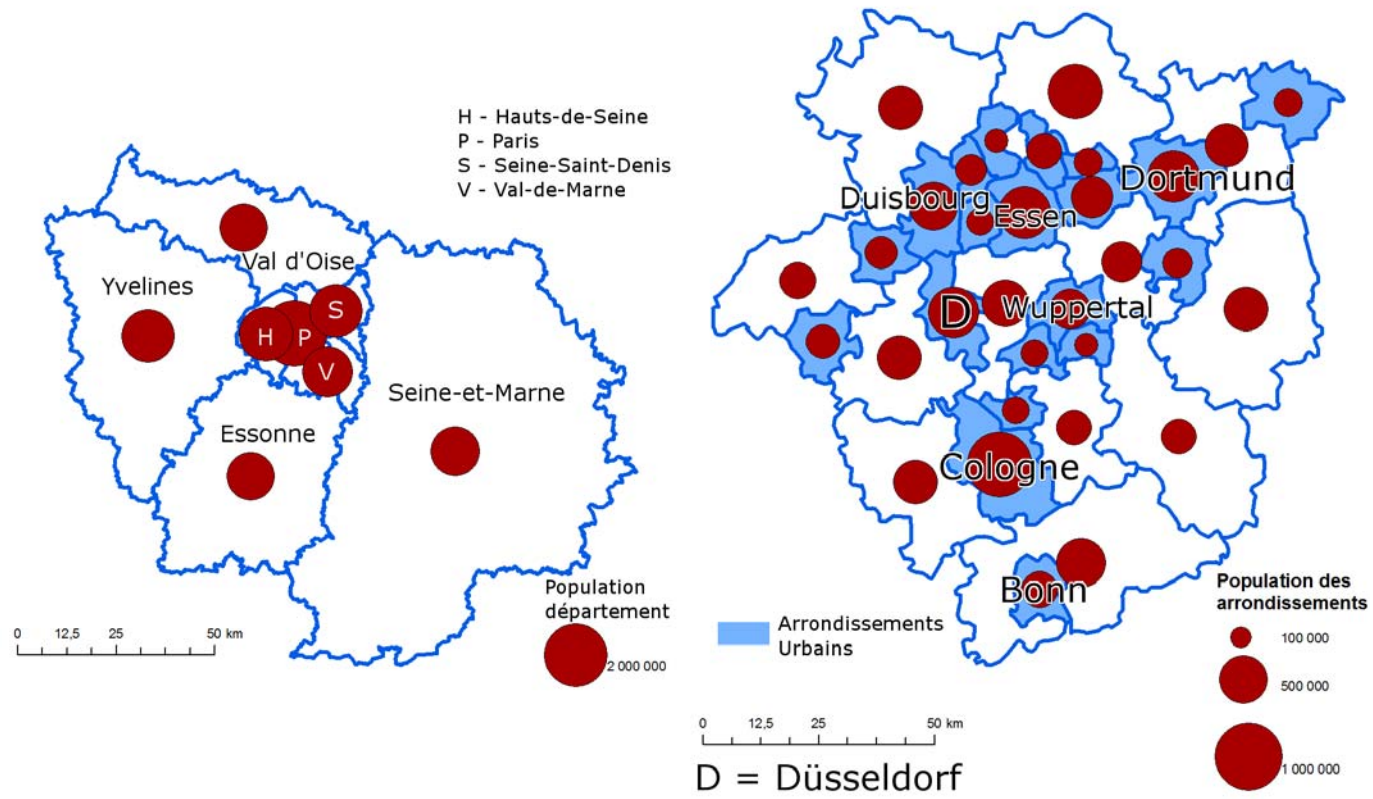 H - Hauts-de-Seine
P - Paris
S - Seine-Saint-Denis
V - Val-de-Marne
Val d'Oise
Yvelines
S
H
P
V
Seine-et-Marne
Essonne
Population
département
2 000 000
0 12,5 25 50 km
Dortmund
Duisbourg
Essen
D
Wuppertal
Cologne
Bonn
Arrondissements
Urbains
Population des
arrondissements
100 000
500 000
1 000 000
0 12,5 25 50 km
D = Düsseldorf